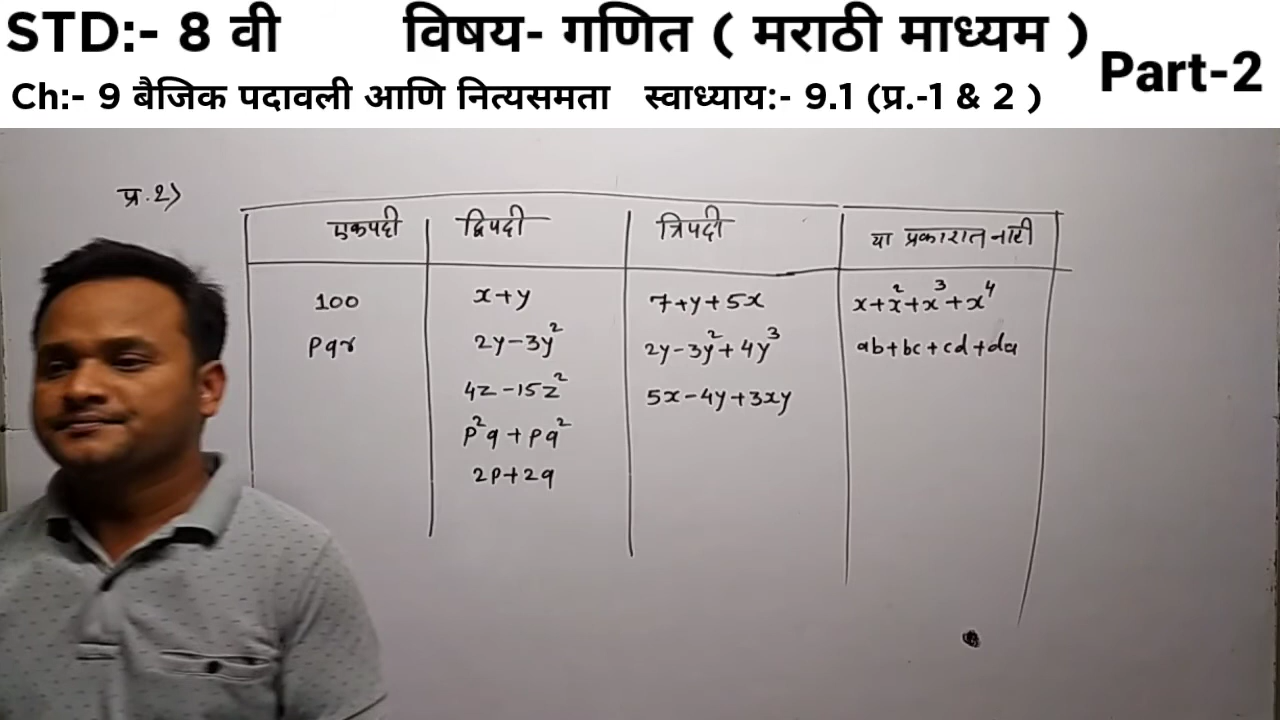 STD:- 8 वी विषय- गणित ( मराठी माध्यम )
Part-2
Ch:- 9 बैजिक पदावली आणि नित्यसमता स्वाध्याय:- 9.1 (प्र.-1 & 2 )
प्र.2)
एकपदी द्विपदी त्रिपदी या प्रकारात नाही
100 x+y 7+y+5x x+x²+x³+x⁴
pqr 2y-3y² 2y-3y²+4y³ ab+bc+cd+da
4z-15z² 5x-4y+3xy
p²q+pq²
2p+2q